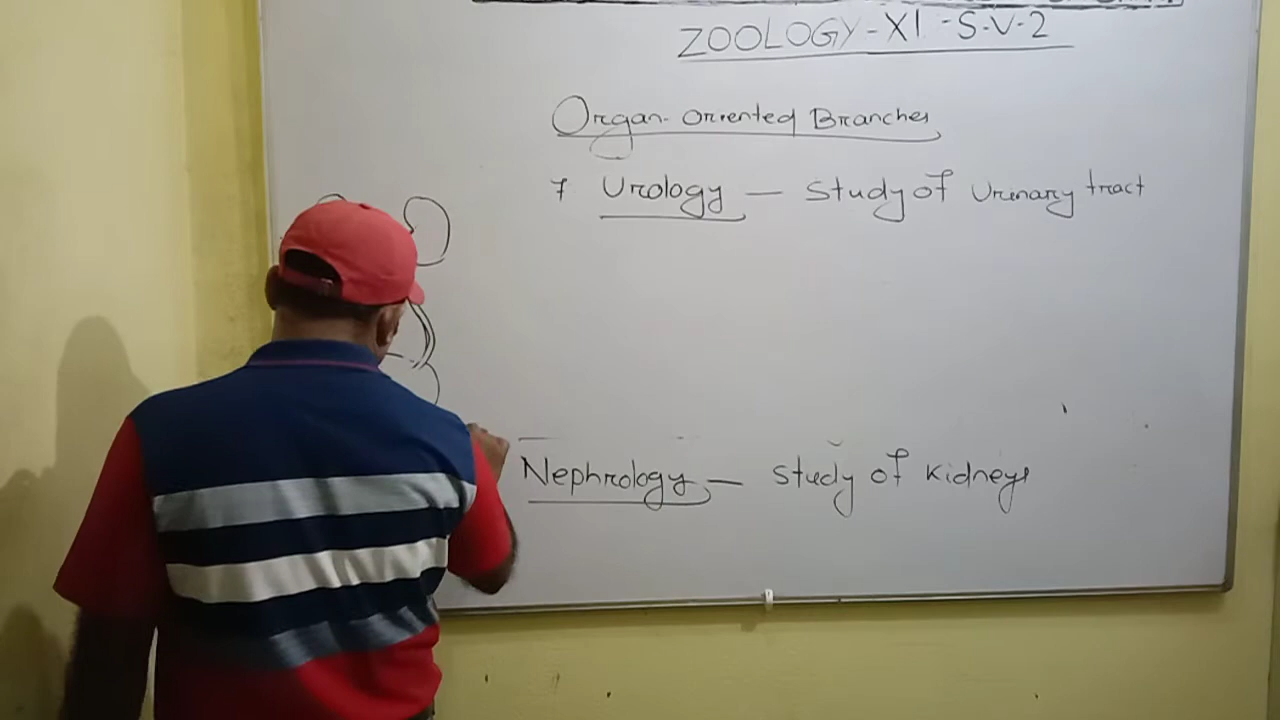 ZOOLOGY-XI-S-V-2
Organ-oriented Branches
7 Urology — study of Urinary tract
Nephrology — study of kidneys